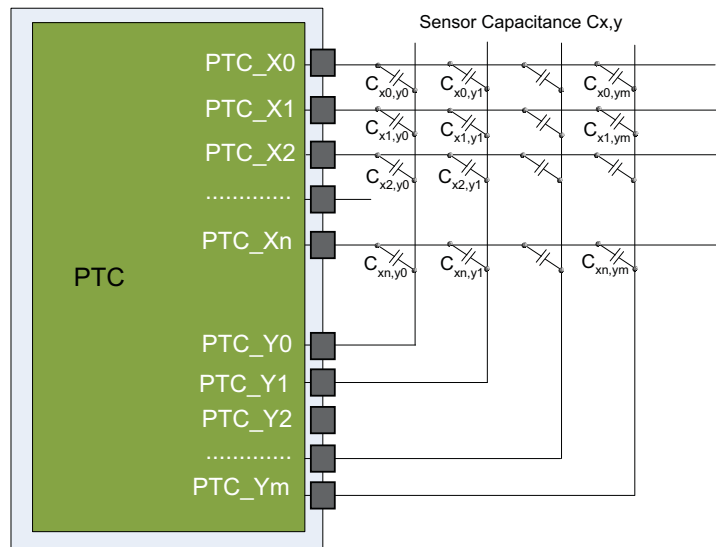 Sensor Capacitance Cx,y
PTC_X0
Cx0,y0 Cx0,y1 Cx0,ym
PTC_X1
Cx1,y0 Cx1,y1 Cx1,ym
PTC_X2
Cx2,y0 Cx2,y1
.............
PTC_Xn
Cxn,y0 Cxn,y1 Cxn,ym
PTC
PTC_Y0
PTC_Y1
PTC_Y2
.............
PTC_Ym